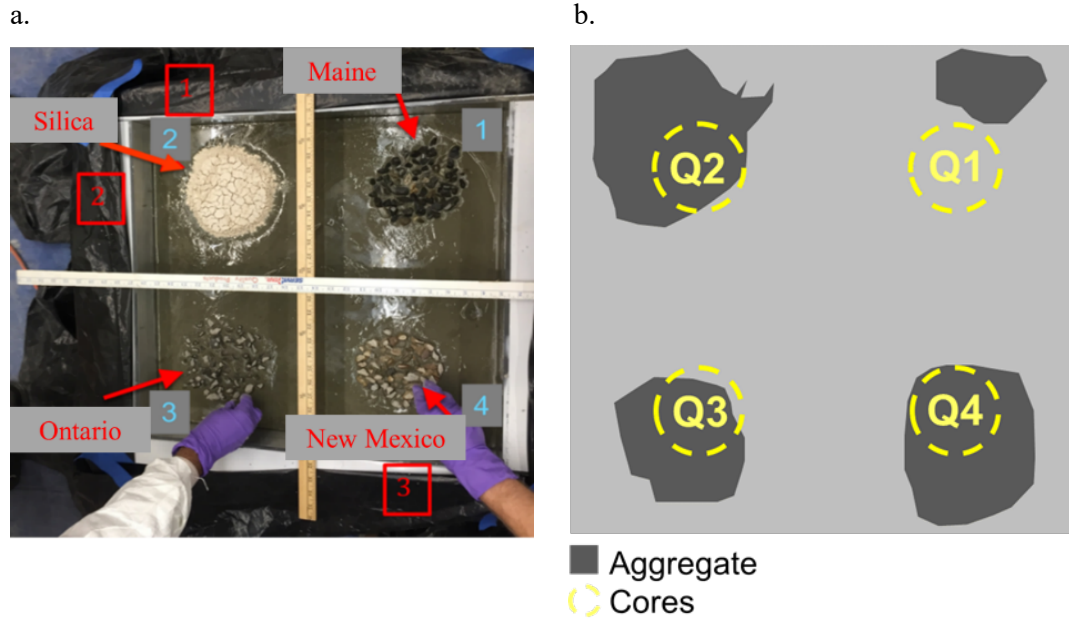 a.
b.
1
Maine
Silica
2
1
2
Ontario
3
New Mexico
4
3
Q2
Q1
Q3
Q4
Aggregate
Cores